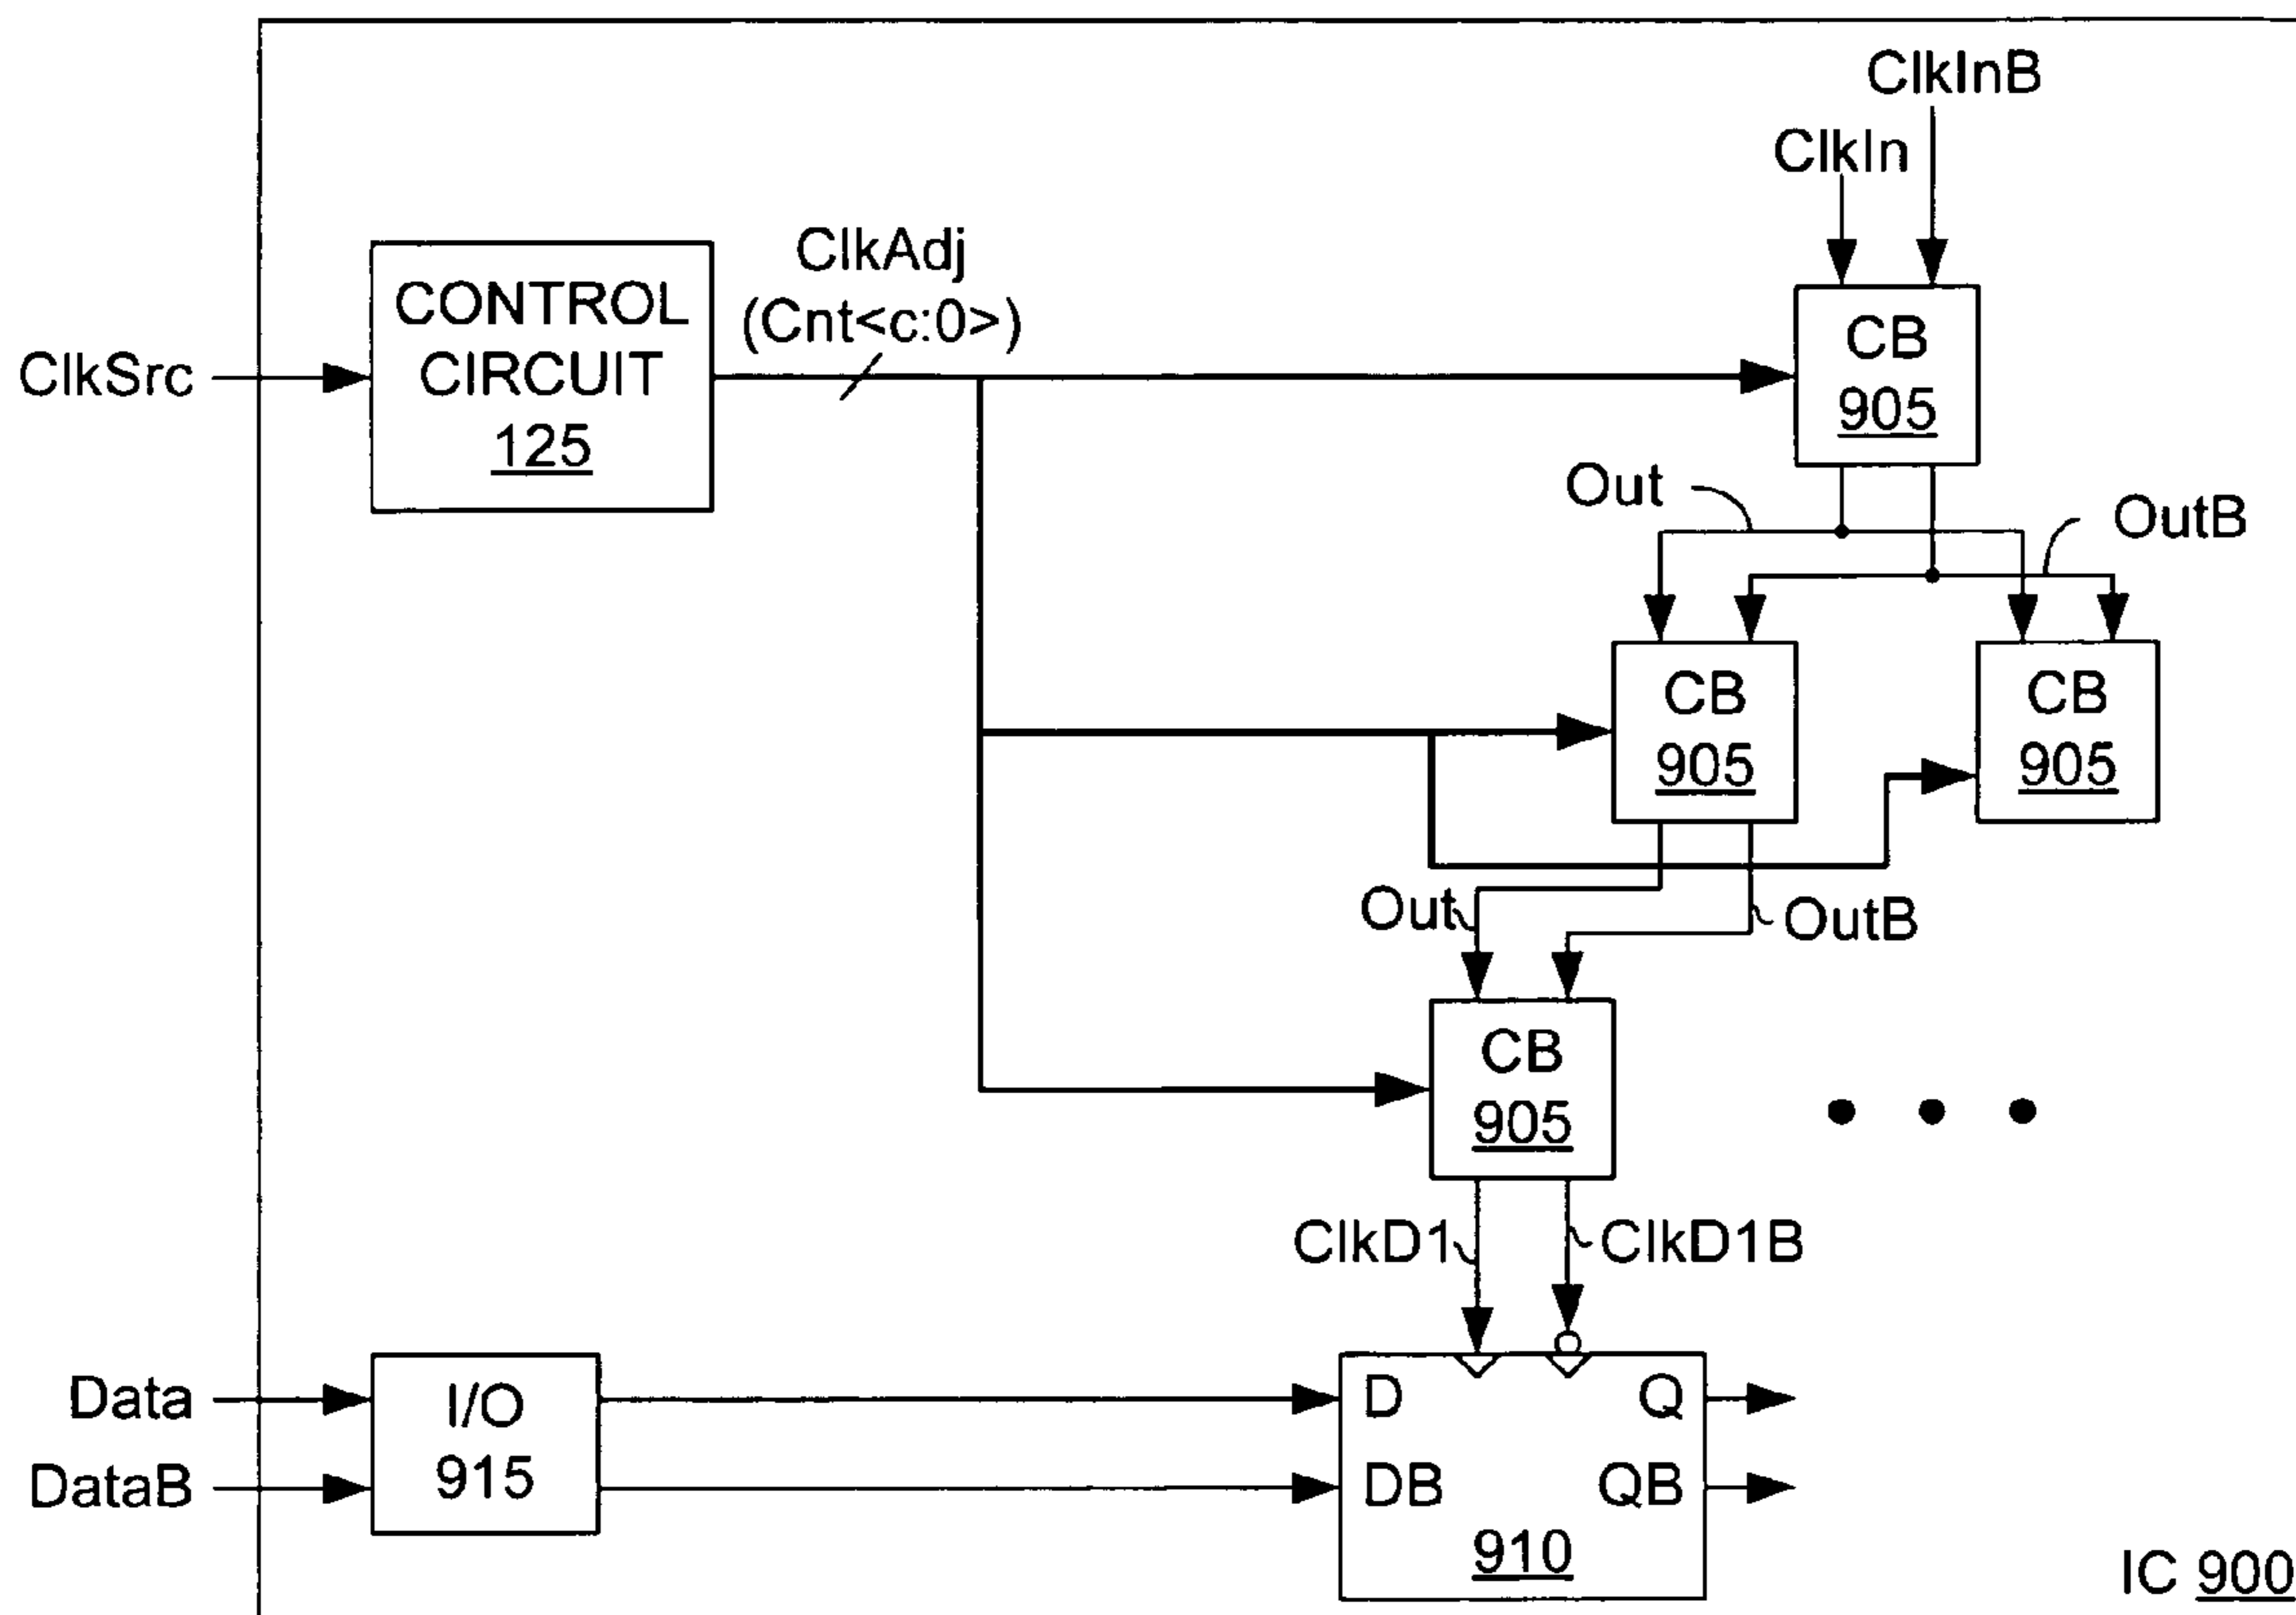 ClkInB
ClkIn
ClkAdj
(Cnt<c:0>)
CONTROL
CIRCUIT
125
ClkSrc
CB
905
Out
OutB
CB
905
CB
905
Out
OutB
CB
905
ClkD1
ClkD1B
Data
DataB
I/O
915
D
Q
DB
QB
910
IC 900